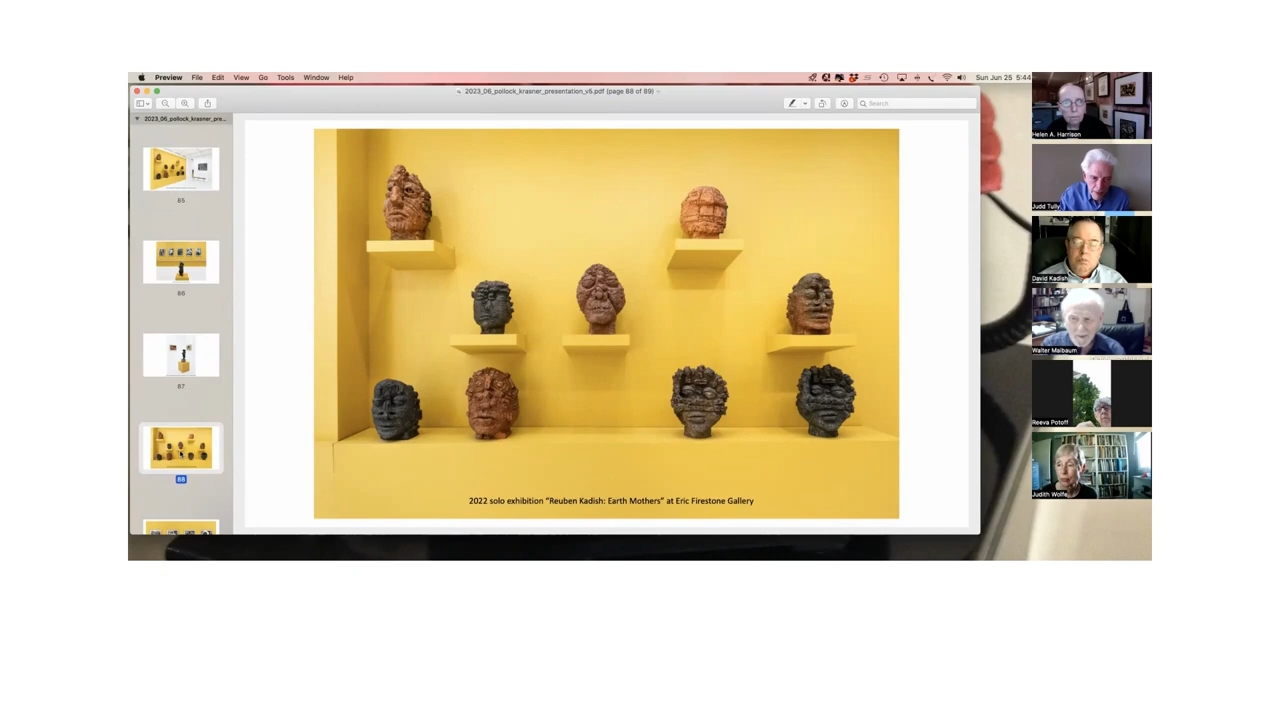 Preview File Edit View Go Tools Window Help
Sun Jun 25 5:44
2023_06_pollock_krasner_presentation_v6.pdf (page 88 of 89)
Search
2023_06_pollock_krasner_pre...
85
86
87
88
2022 solo exhibition "Reuben Kadish: Earth Mothers" at Eric Firestone Gallery
Helen A. Harrison
Judd Tully
David Kadish
Walter Maibaum
Reeva Potoff
Judith Wolfe